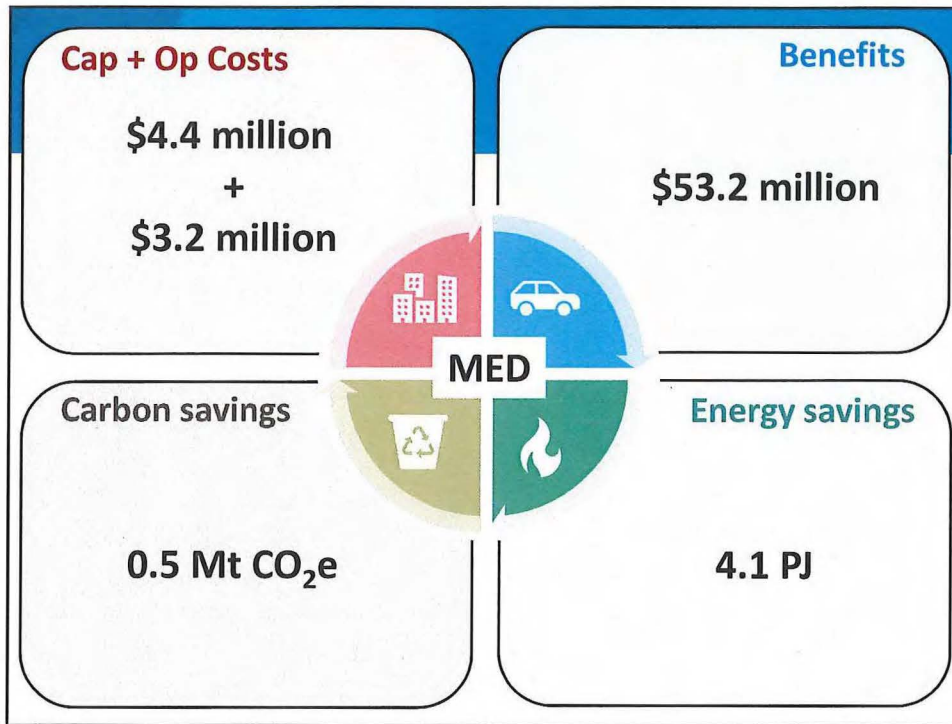 Cap + Op Costs
$4.4 million
+
$3.2 million
Benefits
$53.2 million
MED
Carbon savings
0.5 Mt CO₂e
Energy savings
4.1 PJ